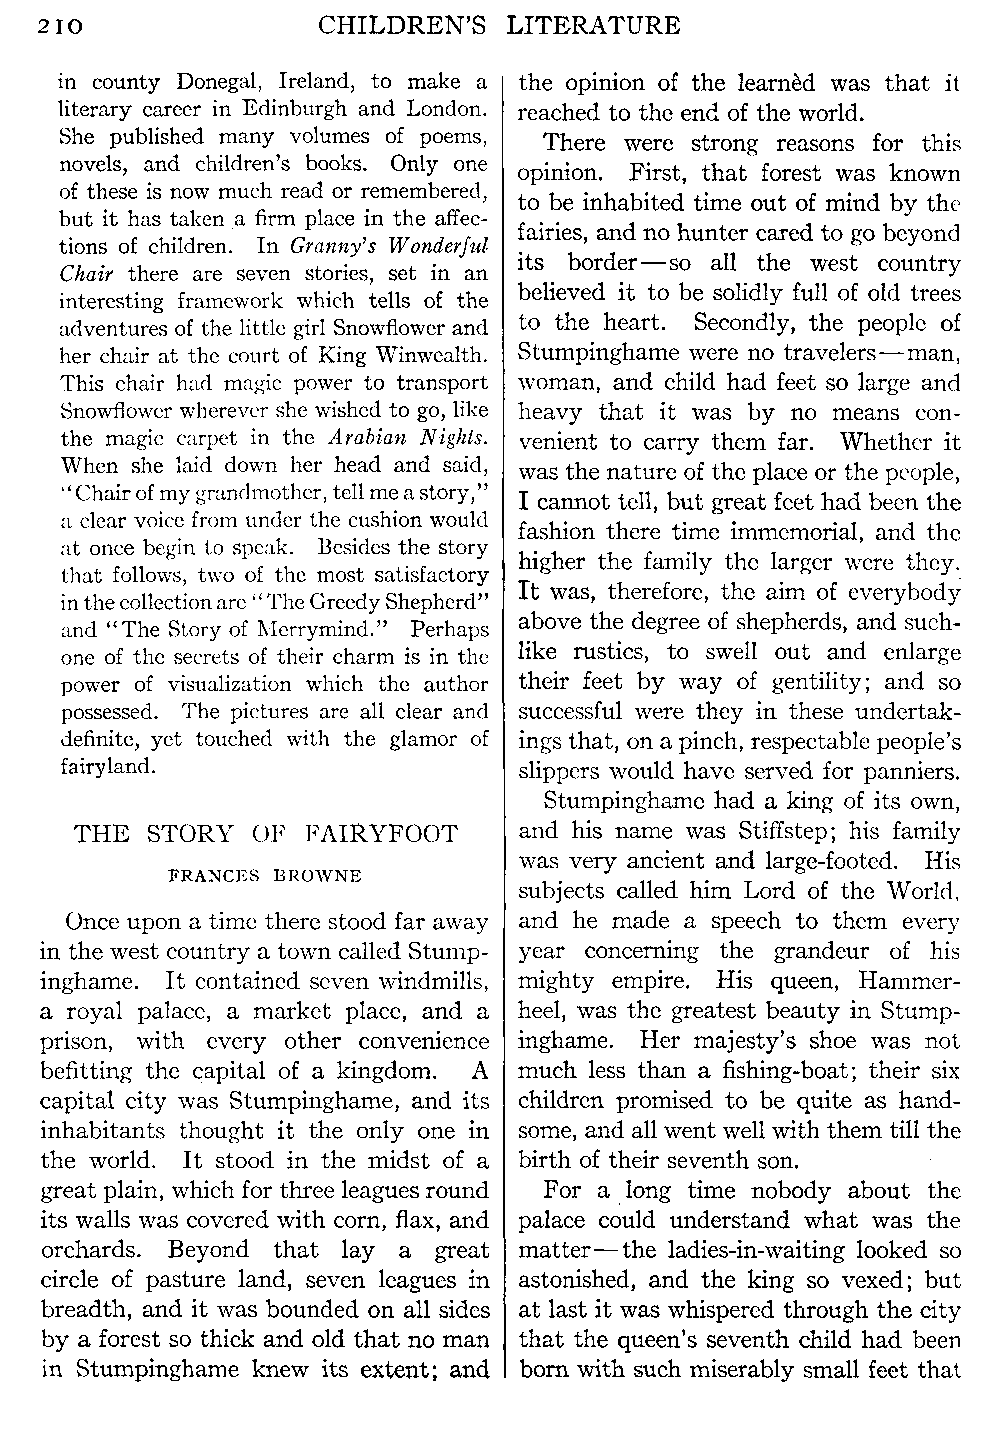 210 CHILDREN'S LITERATURE
in county Donegal, Ireland, to make a
literary career in Edinburgh and London.
She published many volumes of poems,
novels, and children's books. Only one
of these is now much read or remembered,
but it has taken a firm place in the affec-
tions of children. In Granny's Wonderful
Chair there are seven stories, set in an
interesting framework which tells of the
adventures of the little girl Snowflower and
her chair at the court of King Winwealth.
This chair had magic power to transport
Snowflower wherever she wished to go, like
the magic carpet in the Arabian Nights.
When she laid down her head and said,
"Chair of my grandmother, tell me a story,"
a clear voice from under the cushion would
at once begin to speak. Besides the story
that follows, two of the most satisfactory
in the collection are "The Greedy Shepherd"
and "The Story of Merrymind." Perhaps
one of the secrets of their charm is in the
power of visualization which the author
possessed. The pictures are all clear and
definite, yet touched with the glamor of
fairyland.
THE STORY OF FAIRYFOOT
FRANCES BROWNE
Once upon a time there stood far away
in the west country a town called Stump-
inghame. It contained seven windmills,
a royal palace, a market place, and a
prison, with every other convenience
befitting the capital of a kingdom. A
capital city was Stumpinghame, and its
inhabitants thought it the only one in
the world. It stood in the midst of a
great plain, which for three leagues round
its walls was covered with corn, flax, and
orchards. Beyond that lay a great
circle of pasture land, seven leagues in
breadth, and it was bounded on all sides
by a forest so thick and old that no man
in Stumpinghame knew its extent; and
the opinion of the learnèd was that it
reached to the end of the world.
There were strong reasons for this
opinion. First, that forest was known
to be inhabited time out of mind by the
fairies, and no hunter cared to go beyond
its border—so all the west country
believed it to be solidly full of old trees
to the heart. Secondly, the people of
Stumpinghame were no travelers—man,
woman, and child had feet so large and
heavy that it was by no means con-
venient to carry them far. Whether it
was the nature of the place or the people,
I cannot tell, but great feet had been the
fashion there time immemorial, and the
higher the family the larger were they.
It was, therefore, the aim of everybody
above the degree of shepherds, and such-
like rustics, to swell out and enlarge
their feet by way of gentility; and so
successful were they in these undertak-
ings that, on a pinch, respectable people's
slippers would have served for panniers.
Stumpinghame had a king of its own,
and his name was Stiffstep; his family
was very ancient and large-footed. His
subjects called him Lord of the World,
and he made a speech to them every
year concerning the grandeur of his
mighty empire. His queen, Hammer-
heel, was the greatest beauty in Stump-
inghame. Her majesty's shoe was not
much less than a fishing-boat; their six
children promised to be quite as hand-
some, and all went well with them till the
birth of their seventh son.
For a long time nobody about the
palace could understand what was the
matter—the ladies-in-waiting looked so
astonished, and the king so vexed; but
at last it was whispered through the city
that the queen's seventh child had been
born with such miserably small feet that